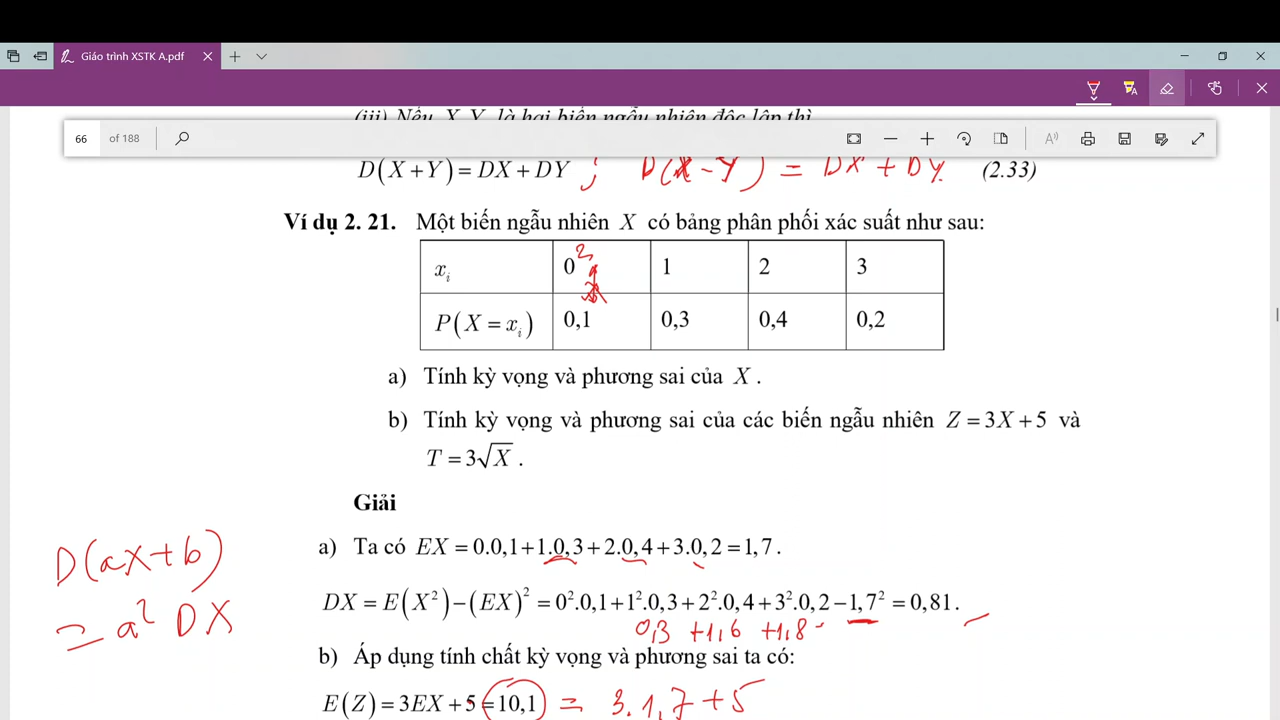 Giáo trình XSTK A.pdf
(iii) Nếu X, Y là hai biến ngẫu nhiên độc lập thì
66 of 188
D(X+Y) = DX + DY ; D(X-Y) = DX + DY. (2.33)
Ví dụ 2. 21. Một biến ngẫu nhiên X có bảng phân phối xác suất như sau:
x_i 0 1 2 3
P(X = x_i) 0,1 0,3 0,4 0,2
a) Tính kỳ vọng và phương sai của X .
b) Tính kỳ vọng và phương sai của các biến ngẫu nhiên Z = 3X + 5 và
T = 3√X .
Giải
a) Ta có EX = 0.0,1+1.0,3+2.0,4+3.0,2 = 1,7 .
D(aX+b)
DX = E(X²)−(EX)² = 0².0,1+1².0,3+2².0,4+3².0,2−1,7² = 0,81.
= a² DX
0,3 +1,6 +1,8 -
b) Áp dụng tính chất kỳ vọng và phương sai ta có:
E(Z) = 3EX + 5 = 10,1 = 3.1,7+5